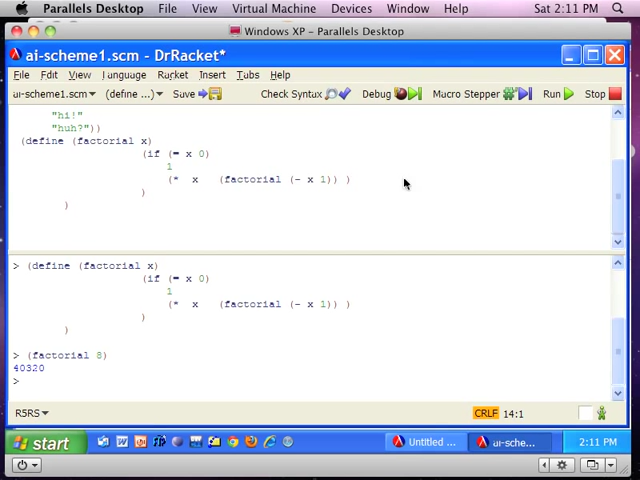 Parallels Desktop File View Virtual Machine Devices Window Help Sat 2:11 PM
Windows XP - Parallels Desktop
ai-scheme1.scm - DrRacket*
File Edit View Language Racket Insert Tabs Help
ai-scheme1.scm (define ...) Save Check Syntax Debug Macro Stepper Run Stop
"hi!"
"huh?"))
(define (factorial x)
(if (= x 0)
1
(* x (factorial (- x 1)) )
)
)
> (define (factorial x)
(if (= x 0)
1
(* x (factorial (- x 1)) )
)
)
> (factorial 8)
40320
>
R5RS CRLF 14:1
start Untitled ... ai-sche... 2:11 PM